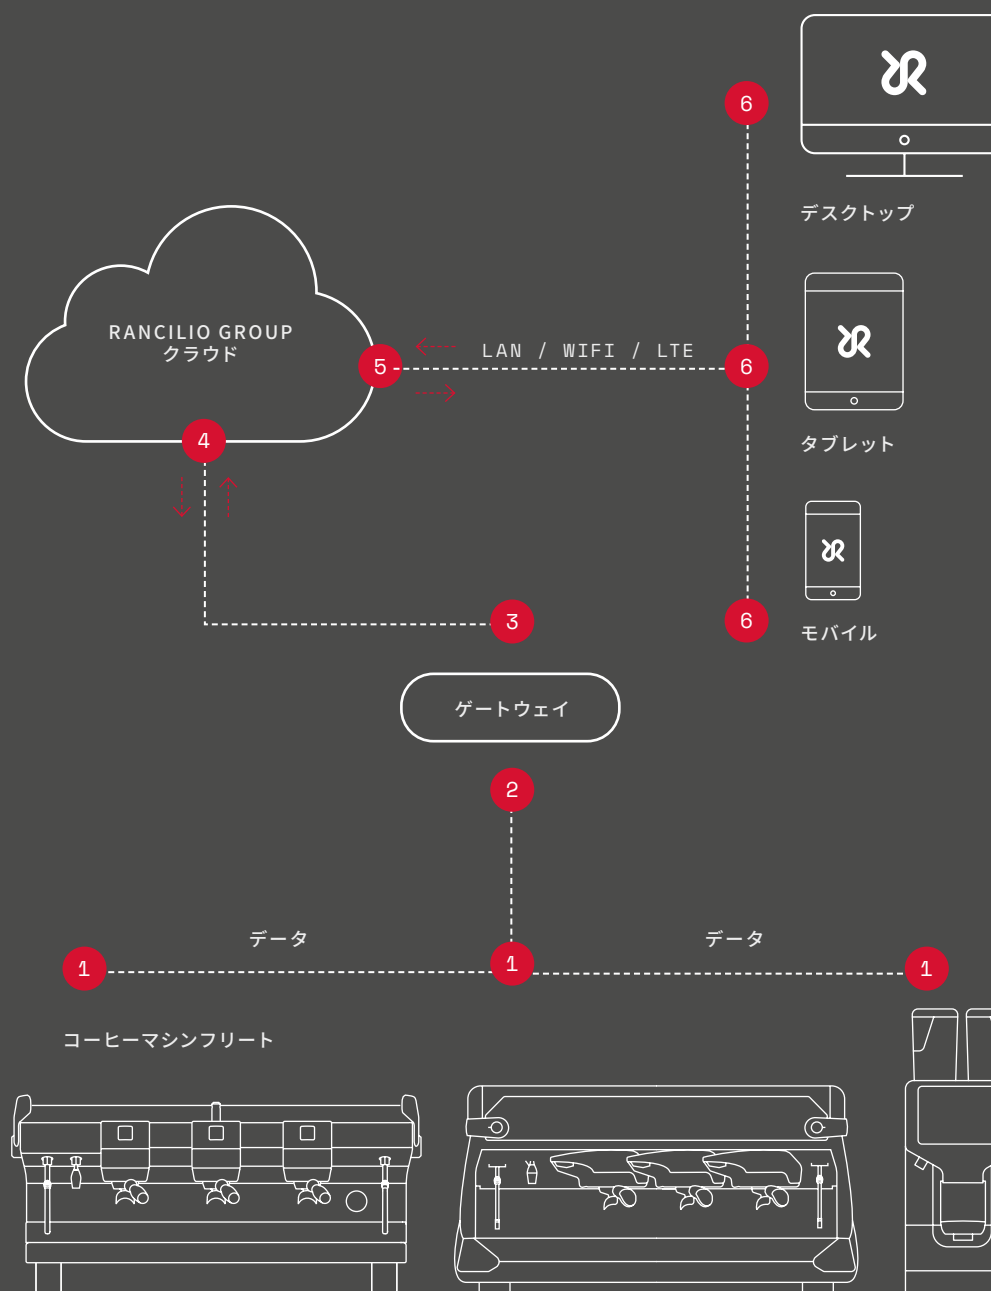 6
デスクトップ
RANCILIO GROUP
クラウド
5
LAN / WIFI / LTE
6
4
タブレット
3
6
モバイル
ゲートウェイ
2
データ
データ
1
1
1
コーヒーマシンフリート